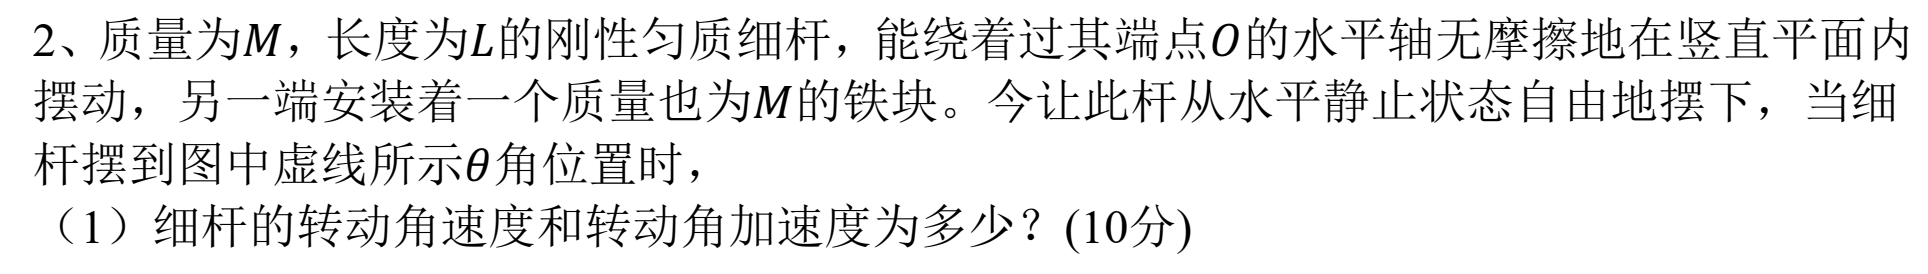 2、质量为M，长度为L的刚性匀质细杆，能绕着过其端点O的水平轴无摩擦地在竖直平面内
摆动，另一端安装着一个质量也为M的铁块。今让此杆从水平静止状态自由地摆下，当细
杆摆到图中虚线所示θ角位置时，
（1）细杆的转动角速度和转动角加速度为多少？(10分)